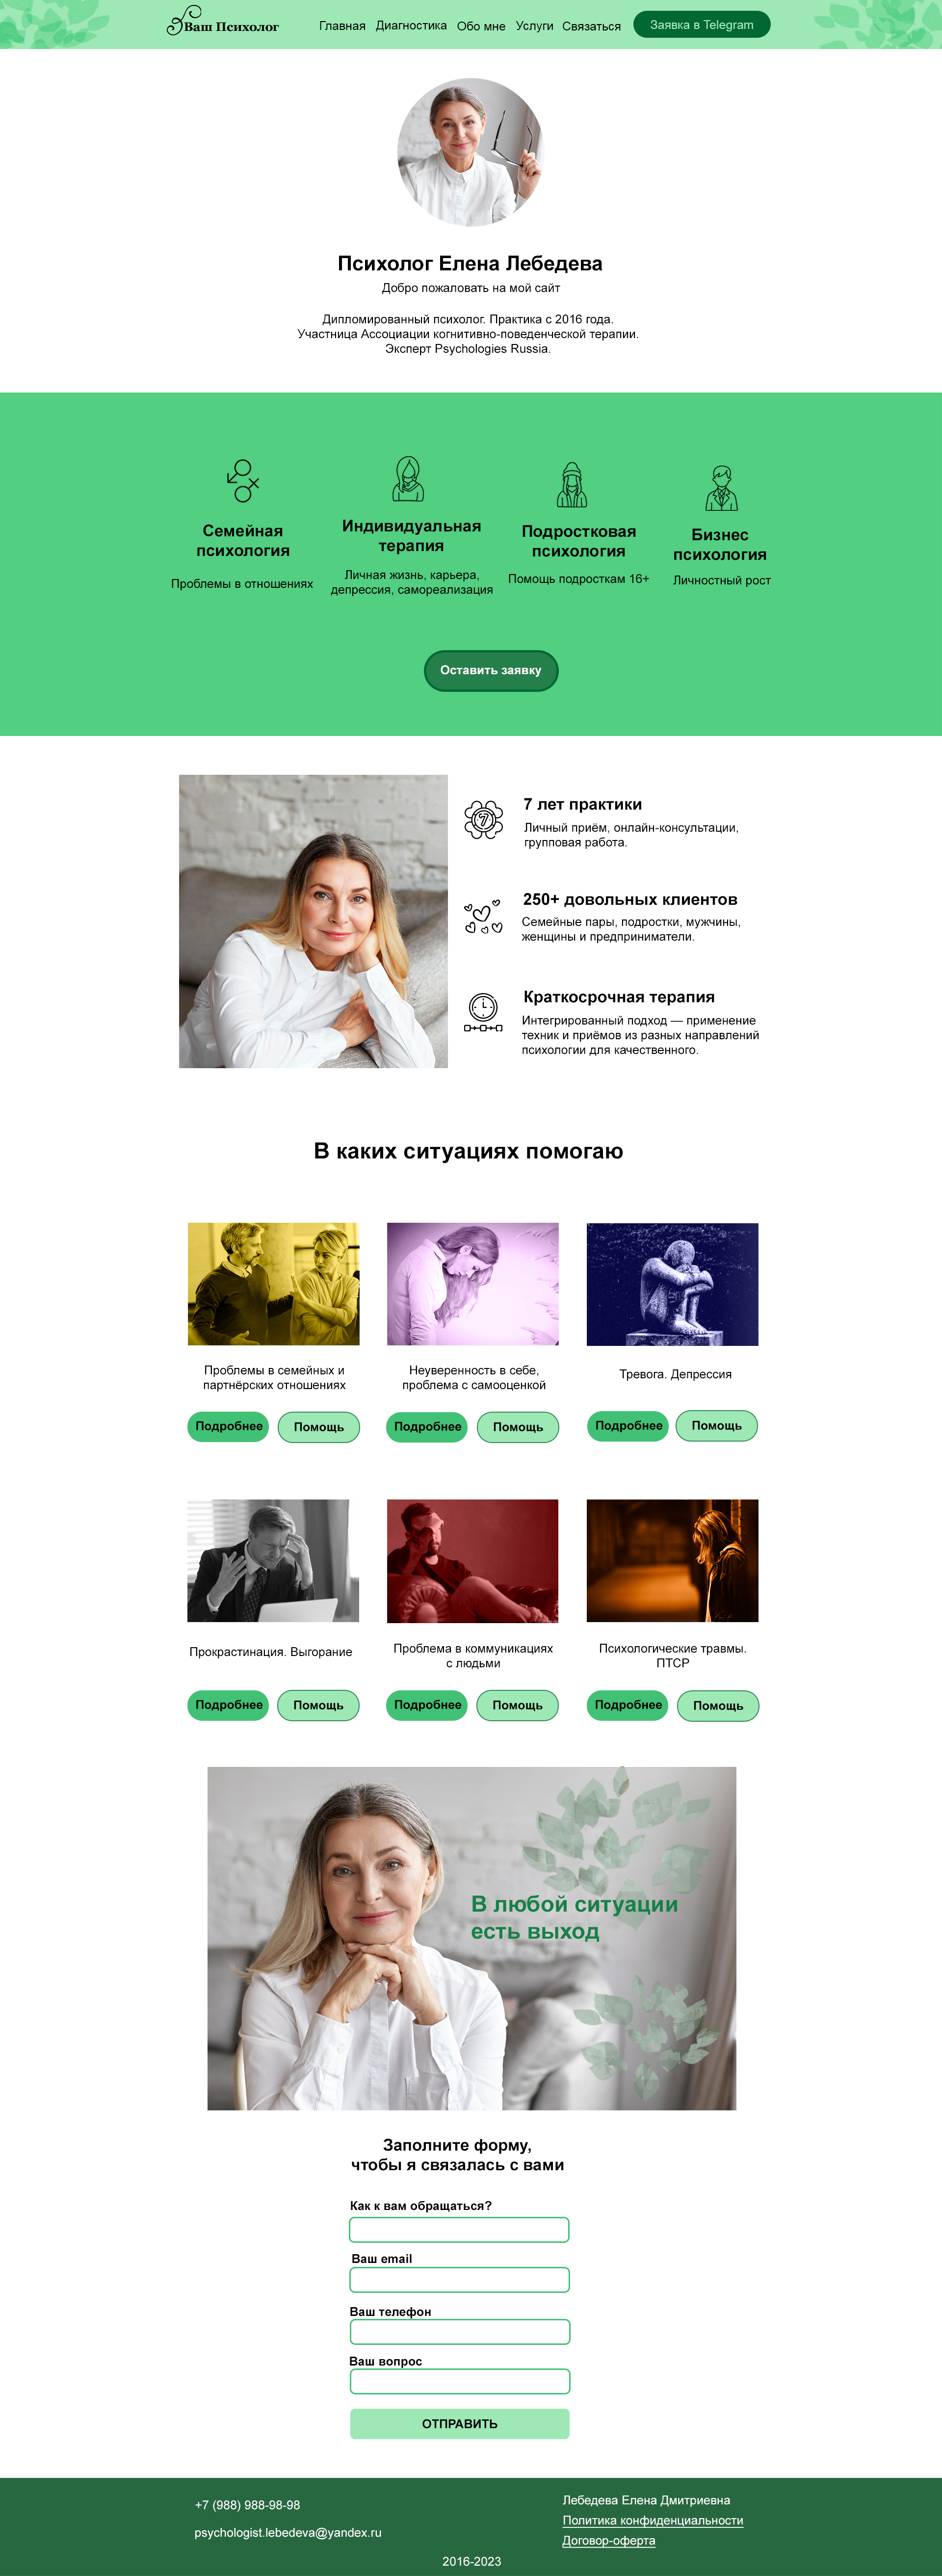 Ваш Психолог
Главная
Диагностика
Обо мне
Услуги
Связаться
Заявка в Telegram
Психолог Елена Лебедева
Добро пожаловать на мой сайт
Дипломированный психолог. Практика с 2016 года.
Участница Ассоциации когнитивно-поведенческой терапии.
Эксперт Psychologies Russia.
Семейная
психология
Проблемы в отношениях
Индивидуальная
терапия
Личная жизнь, карьера,
депрессия, самореализация
Подростковая
психология
Помощь подросткам 16+
Бизнес
психология
Личностный рост
Оставить заявку
7
7 лет практики
Личный приём, онлайн-консультации,
групповая работа.
250+ довольных клиентов
Семейные пары, подростки, мужчины,
женщины и предприниматели.
Краткосрочная терапия
Интегрированный подход — применение
техник и приёмов из разных направлений
психологии для качественного.
В каких ситуациях помогаю
Проблемы в семейных и
партнёрских отношениях
Подробнее
Помощь
Неуверенность в себе,
проблема с самооценкой
Подробнее
Помощь
Тревога. Депрессия
Подробнее
Помощь
Прокрастинация. Выгорание
Подробнее
Помощь
Проблема в коммуникациях
с людьми
Подробнее
Помощь
Психологические травмы.
ПТСР
Подробнее
Помощь
В любой ситуации
есть выход
Заполните форму,
чтобы я связалась с вами
Как к вам обращаться?
Ваш email
Ваш телефон
Ваш вопрос
ОТПРАВИТЬ
+7 (988) 988-98-98
psychologist.lebedeva@yandex.ru
Лебедева Елена Дмитриевна
Политика конфиденциальности
Договор-оферта
2016-2023